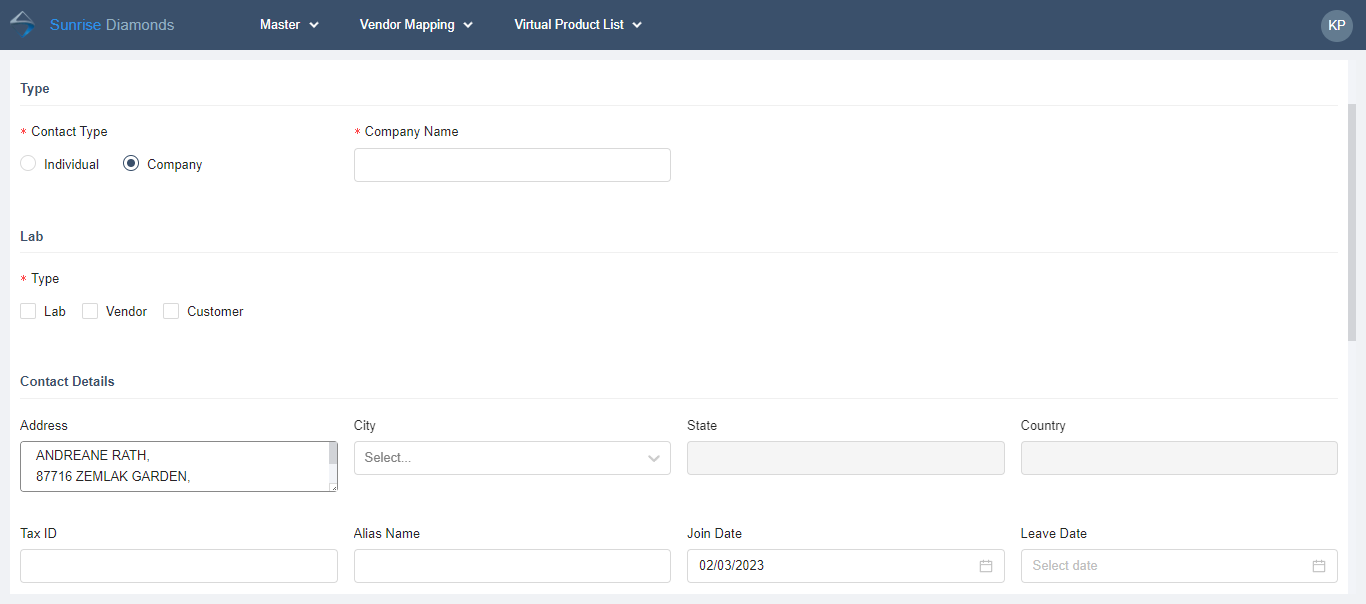 Sunrise Diamonds Master Vendor Mapping Virtual Product List KP
Type
* Contact Type * Company Name
Individual Company
Lab
* Type
Lab Vendor Customer
Contact Details
Address City State Country
ANDREANE RATH,
Select...
87716 ZEMLAK GARDEN,
Tax ID Alias Name Join Date Leave Date
02/03/2023 Select date